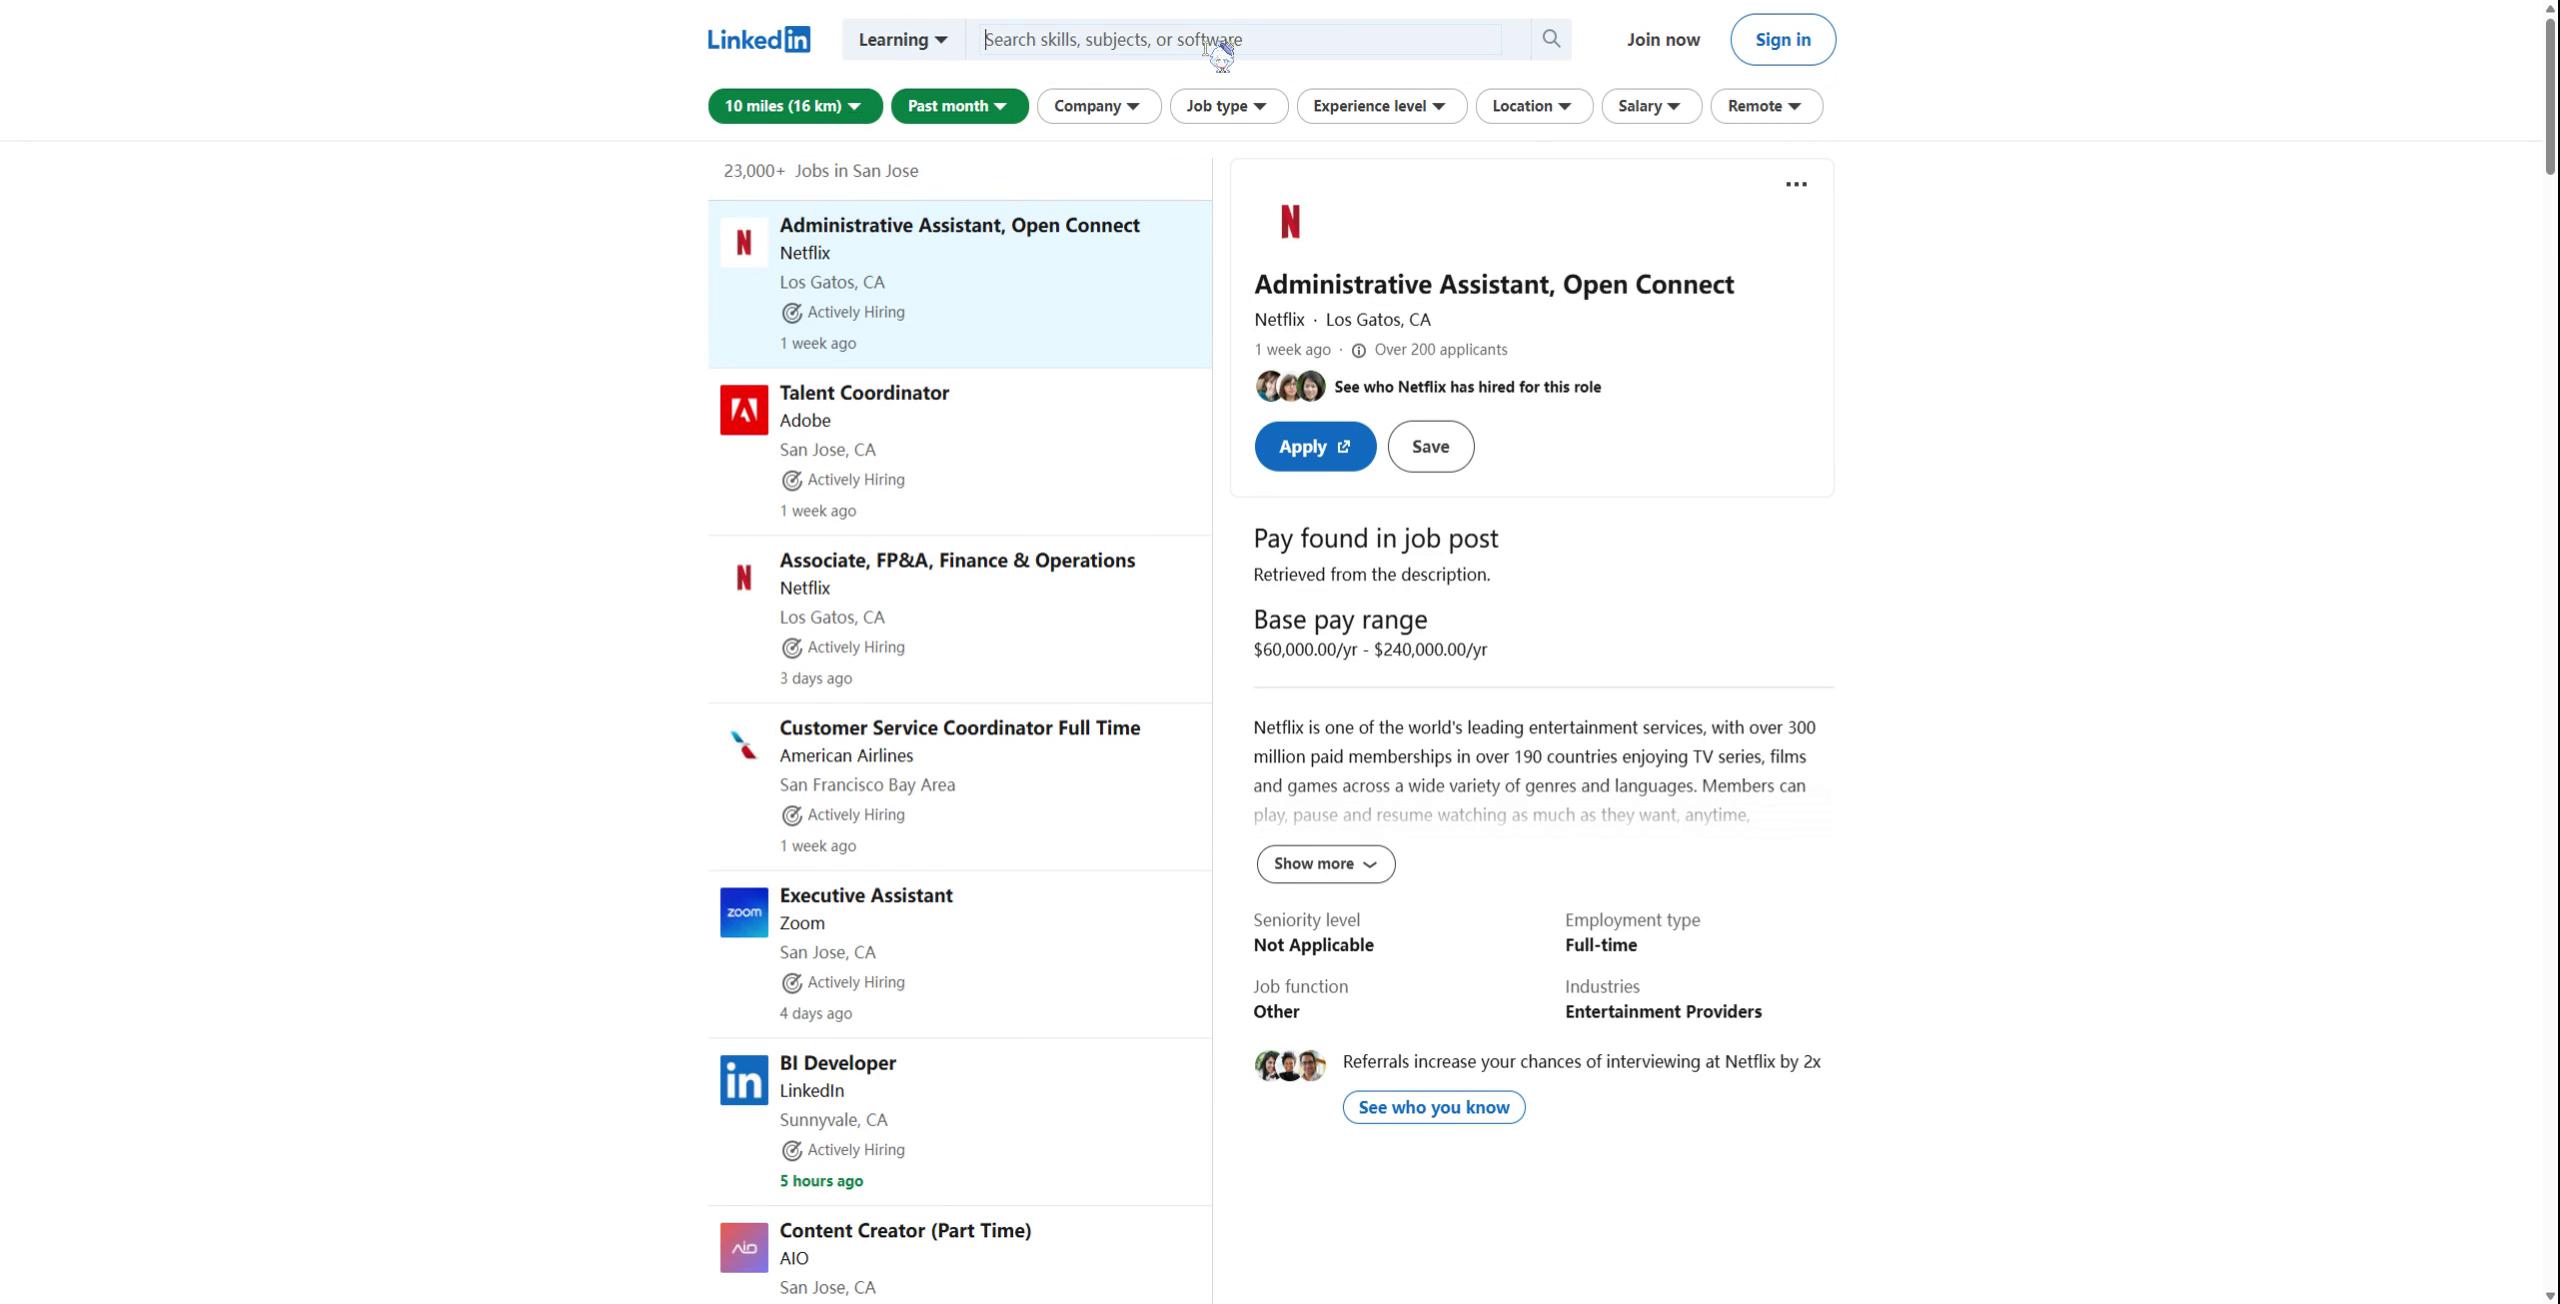 LinkedIn
Learning
Search skills, subjects, or software
Join now
Sign in
10 miles (16 km)
Past month
Company
Job type
Experience level
Location
Salary
Remote
23,000+ Jobs in San Jose
N
Administrative Assistant, Open Connect
Netflix
Los Gatos, CA
Actively Hiring
1 week ago
Talent Coordinator
Adobe
San Jose, CA
Actively Hiring
1 week ago
N
Associate, FP&A, Finance & Operations
Netflix
Los Gatos, CA
Actively Hiring
3 days ago
Customer Service Coordinator Full Time
American Airlines
San Francisco Bay Area
Actively Hiring
1 week ago
zoom
Executive Assistant
Zoom
San Jose, CA
Actively Hiring
4 days ago
in
BI Developer
LinkedIn
Sunnyvale, CA
Actively Hiring
5 hours ago
AIO
Content Creator (Part Time)
AIO
San Jose, CA
N
Administrative Assistant, Open Connect
Netflix · Los Gatos, CA
1 week ago · Over 200 applicants
See who Netflix has hired for this role
Apply
Save
Pay found in job post
Retrieved from the description.
Base pay range
$60,000.00/yr - $240,000.00/yr
Netflix is one of the world's leading entertainment services, with over 300
million paid memberships in over 190 countries enjoying TV series, films
and games across a wide variety of genres and languages. Members can
play, pause and resume watching as much as they want, anytime,
Show more
Seniority level
Not Applicable
Employment type
Full-time
Job function
Other
Industries
Entertainment Providers
Referrals increase your chances of interviewing at Netflix by 2x
See who you know